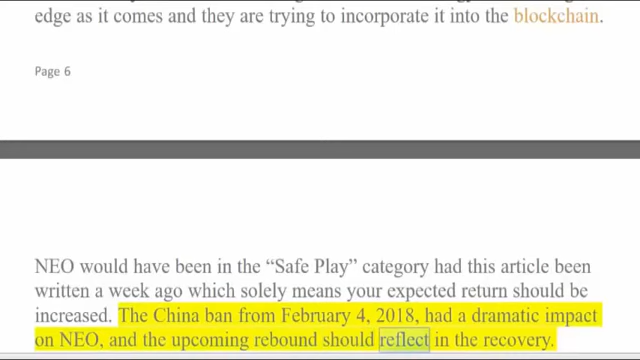 edge as it comes and they are trying to incorporate it into the blockchain.
Page 6
NEO would have been in the “Safe Play” category had this article been
written a week ago which solely means your expected return should be
increased. The China ban from February 4, 2018, had a dramatic impact
on NEO, and the upcoming rebound should reflect in the recovery.